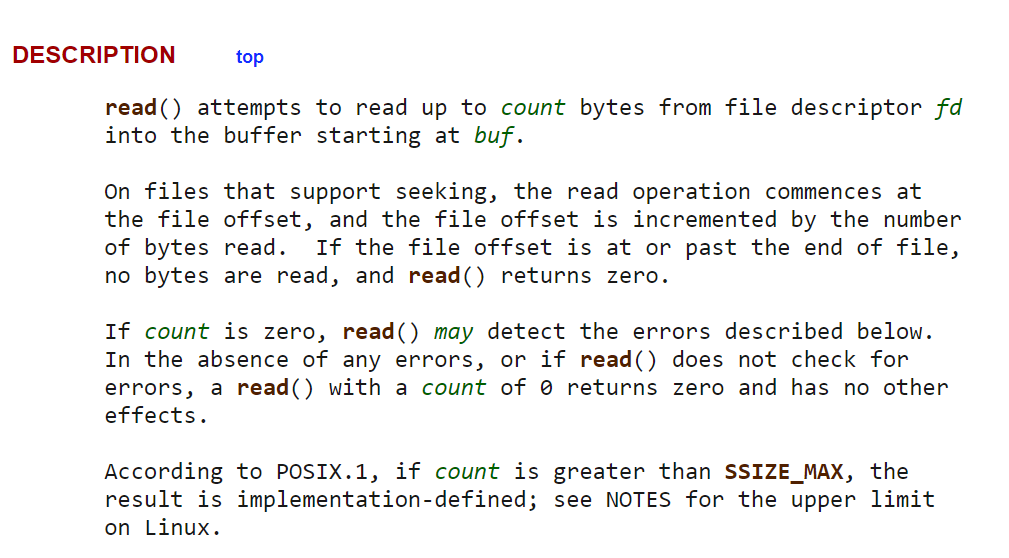 DESCRIPTION top
read() attempts to read up to count bytes from file descriptor fd
into the buffer starting at buf.
On files that support seeking, the read operation commences at
the file offset, and the file offset is incremented by the number
of bytes read.  If the file offset is at or past the end of file,
no bytes are read, and read() returns zero.
If count is zero, read() may detect the errors described below.
In the absence of any errors, or if read() does not check for
errors, a read() with a count of 0 returns zero and has no other
effects.
According to POSIX.1, if count is greater than SSIZE_MAX, the
result is implementation-defined; see NOTES for the upper limit
on Linux.